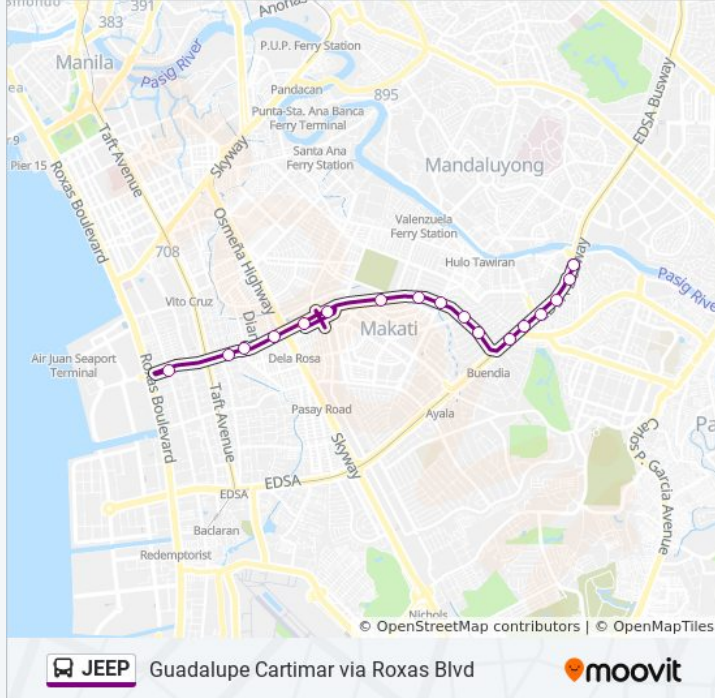 391
383
Manila
Pasig River
P.U.P. Ferry Station
Pandacan
895
EDSA Busway
Punta-Sta. Ana Banca
Ferry Terminal
Taft Avenue
Skyway
Santa Ana
Ferry Station
Pier 15
Mandaluyong
Roxas Boulevard
Osmeña Highway
Valenzuela
Ferry Station
708
Hulo Tawiran
Pasig River
Vito Cruz
Makati
Air Juan Seaport
Terminal
Dela Rosa
Buendia
Roxas Boulevard
Taft Avenue
Pasay Road
Ayala
Skyway
Carlos P. Garcia Avenue
EDSA
EDSA
Baclaran
Redemptorist
Nichols
© OpenStreetMap contributors | © OpenMapTiles
JEEP
Guadalupe Cartimar via Roxas Blvd
moovit